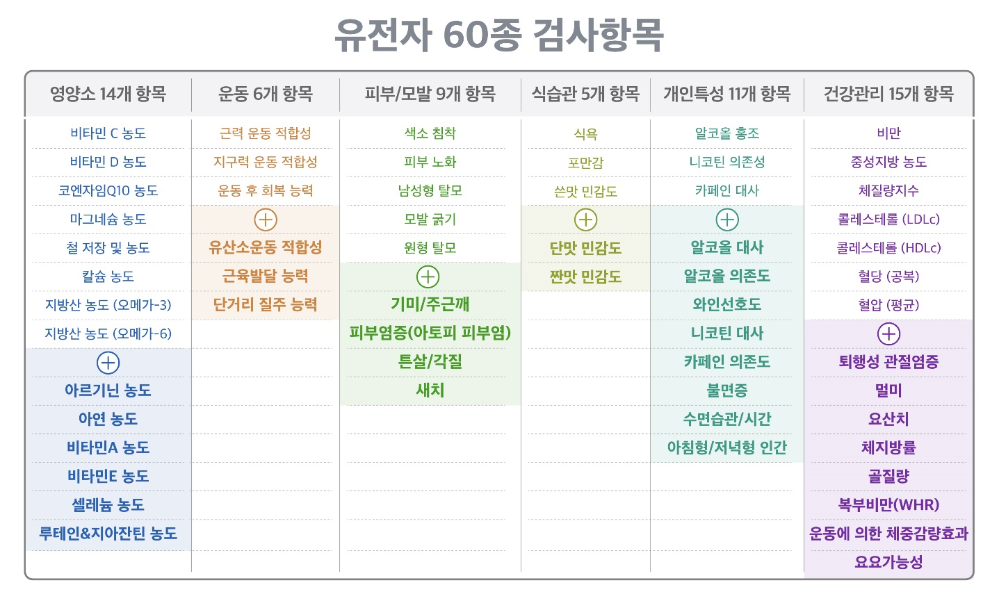 유전자 60종 검사항목
영양소 14개 항목 운동 6개 항목 피부/모발 9개 항목 식습관 5개 항목 개인특성 11개 항목 건강관리 15개 항목
비타민 C 농도 근력 운동 적합성 색소 침착 식욕 알코올 홍조 비만
비타민 D 농도 지구력 운동 적합성 피부 노화 포만감 니코틴 의존성 중성지방 농도
코엔자임Q10 농도 운동 후 회복 능력 남성형 탈모 쓴맛 민감도 카페인 대사 체질량지수
마그네슘 농도 + 모발 굵기 + + 콜레스테롤 (LDLc)
철 저장 및 농도 유산소운동 적합성 원형 탈모 단맛 민감도 알코올 대사 콜레스테롤 (HDLc)
칼슘 농도 근육발달 능력 + 짠맛 민감도 알코올 의존도 혈당 (공복)
지방산 농도 (오메가-3) 단거리 질주 능력 기미/주근깨 와인선호도 혈압 (평균)
지방산 농도 (오메가-6) 피부염증(아토피 피부염) 니코틴 대사 +
+ 튼살/각질 카페인 의존도 퇴행성 관절염증
아르기닌 농도 새치 불면증 멀미
아연 농도 수면습관/시간 요산치
비타민A 농도 아침형/저녁형 인간 체지방률
비타민E 농도 골질량
셀레늄 농도 복부비만(WHR)
루테인&지아잔틴 농도 운동에 의한 체중감량효과
요요가능성